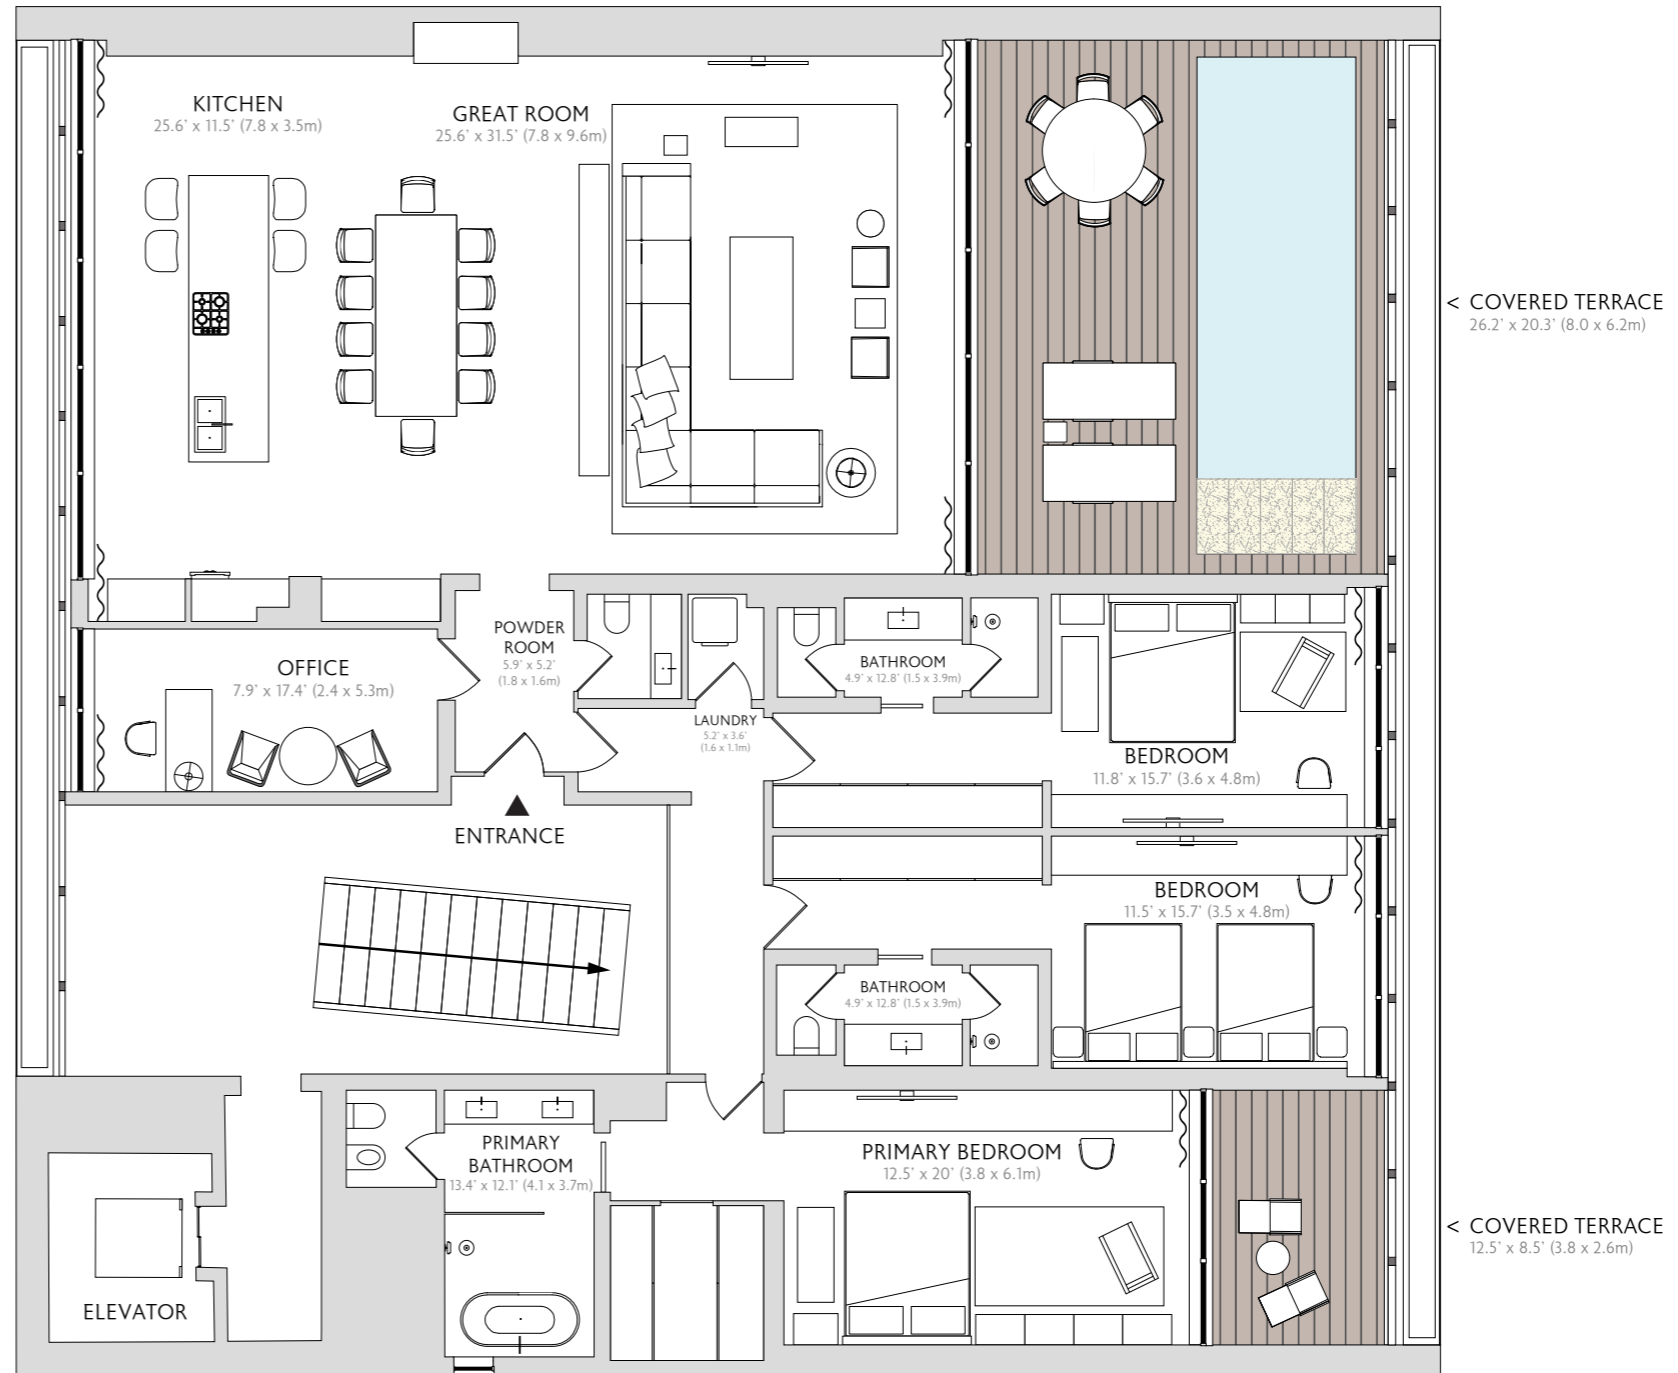 KITCHEN
25.6' x 11.5' (7.8 x 3.5m)
GREAT ROOM
25.6' x 31.5' (7.8 x 9.6m)
< COVERED TERRACE
26.2' x 20.3' (8.0 x 6.2m)
POWDER
ROOM
5.9' x 5.2'
(1.8 x 1.6m)
OFFICE
7.9' x 17.4' (2.4 x 5.3m)
BATHROOM
4.9' x 12.8' (1.5 x 3.9m)
LAUNDRY
5.2' x 3.6'
(1.6 x 1.1m)
BEDROOM
11.8' x 15.7' (3.6 x 4.8m)
ENTRANCE
BEDROOM
11.5' x 15.7' (3.5 x 4.8m)
BATHROOM
4.9' x 12.8' (1.5 x 3.9m)
PRIMARY
BATHROOM
13.4' x 12.1' (4.1 x 3.7m)
PRIMARY BEDROOM
12.5' x 20' (3.8 x 6.1m)
< COVERED TERRACE
12.5' x 8.5' (3.8 x 2.6m)
ELEVATOR